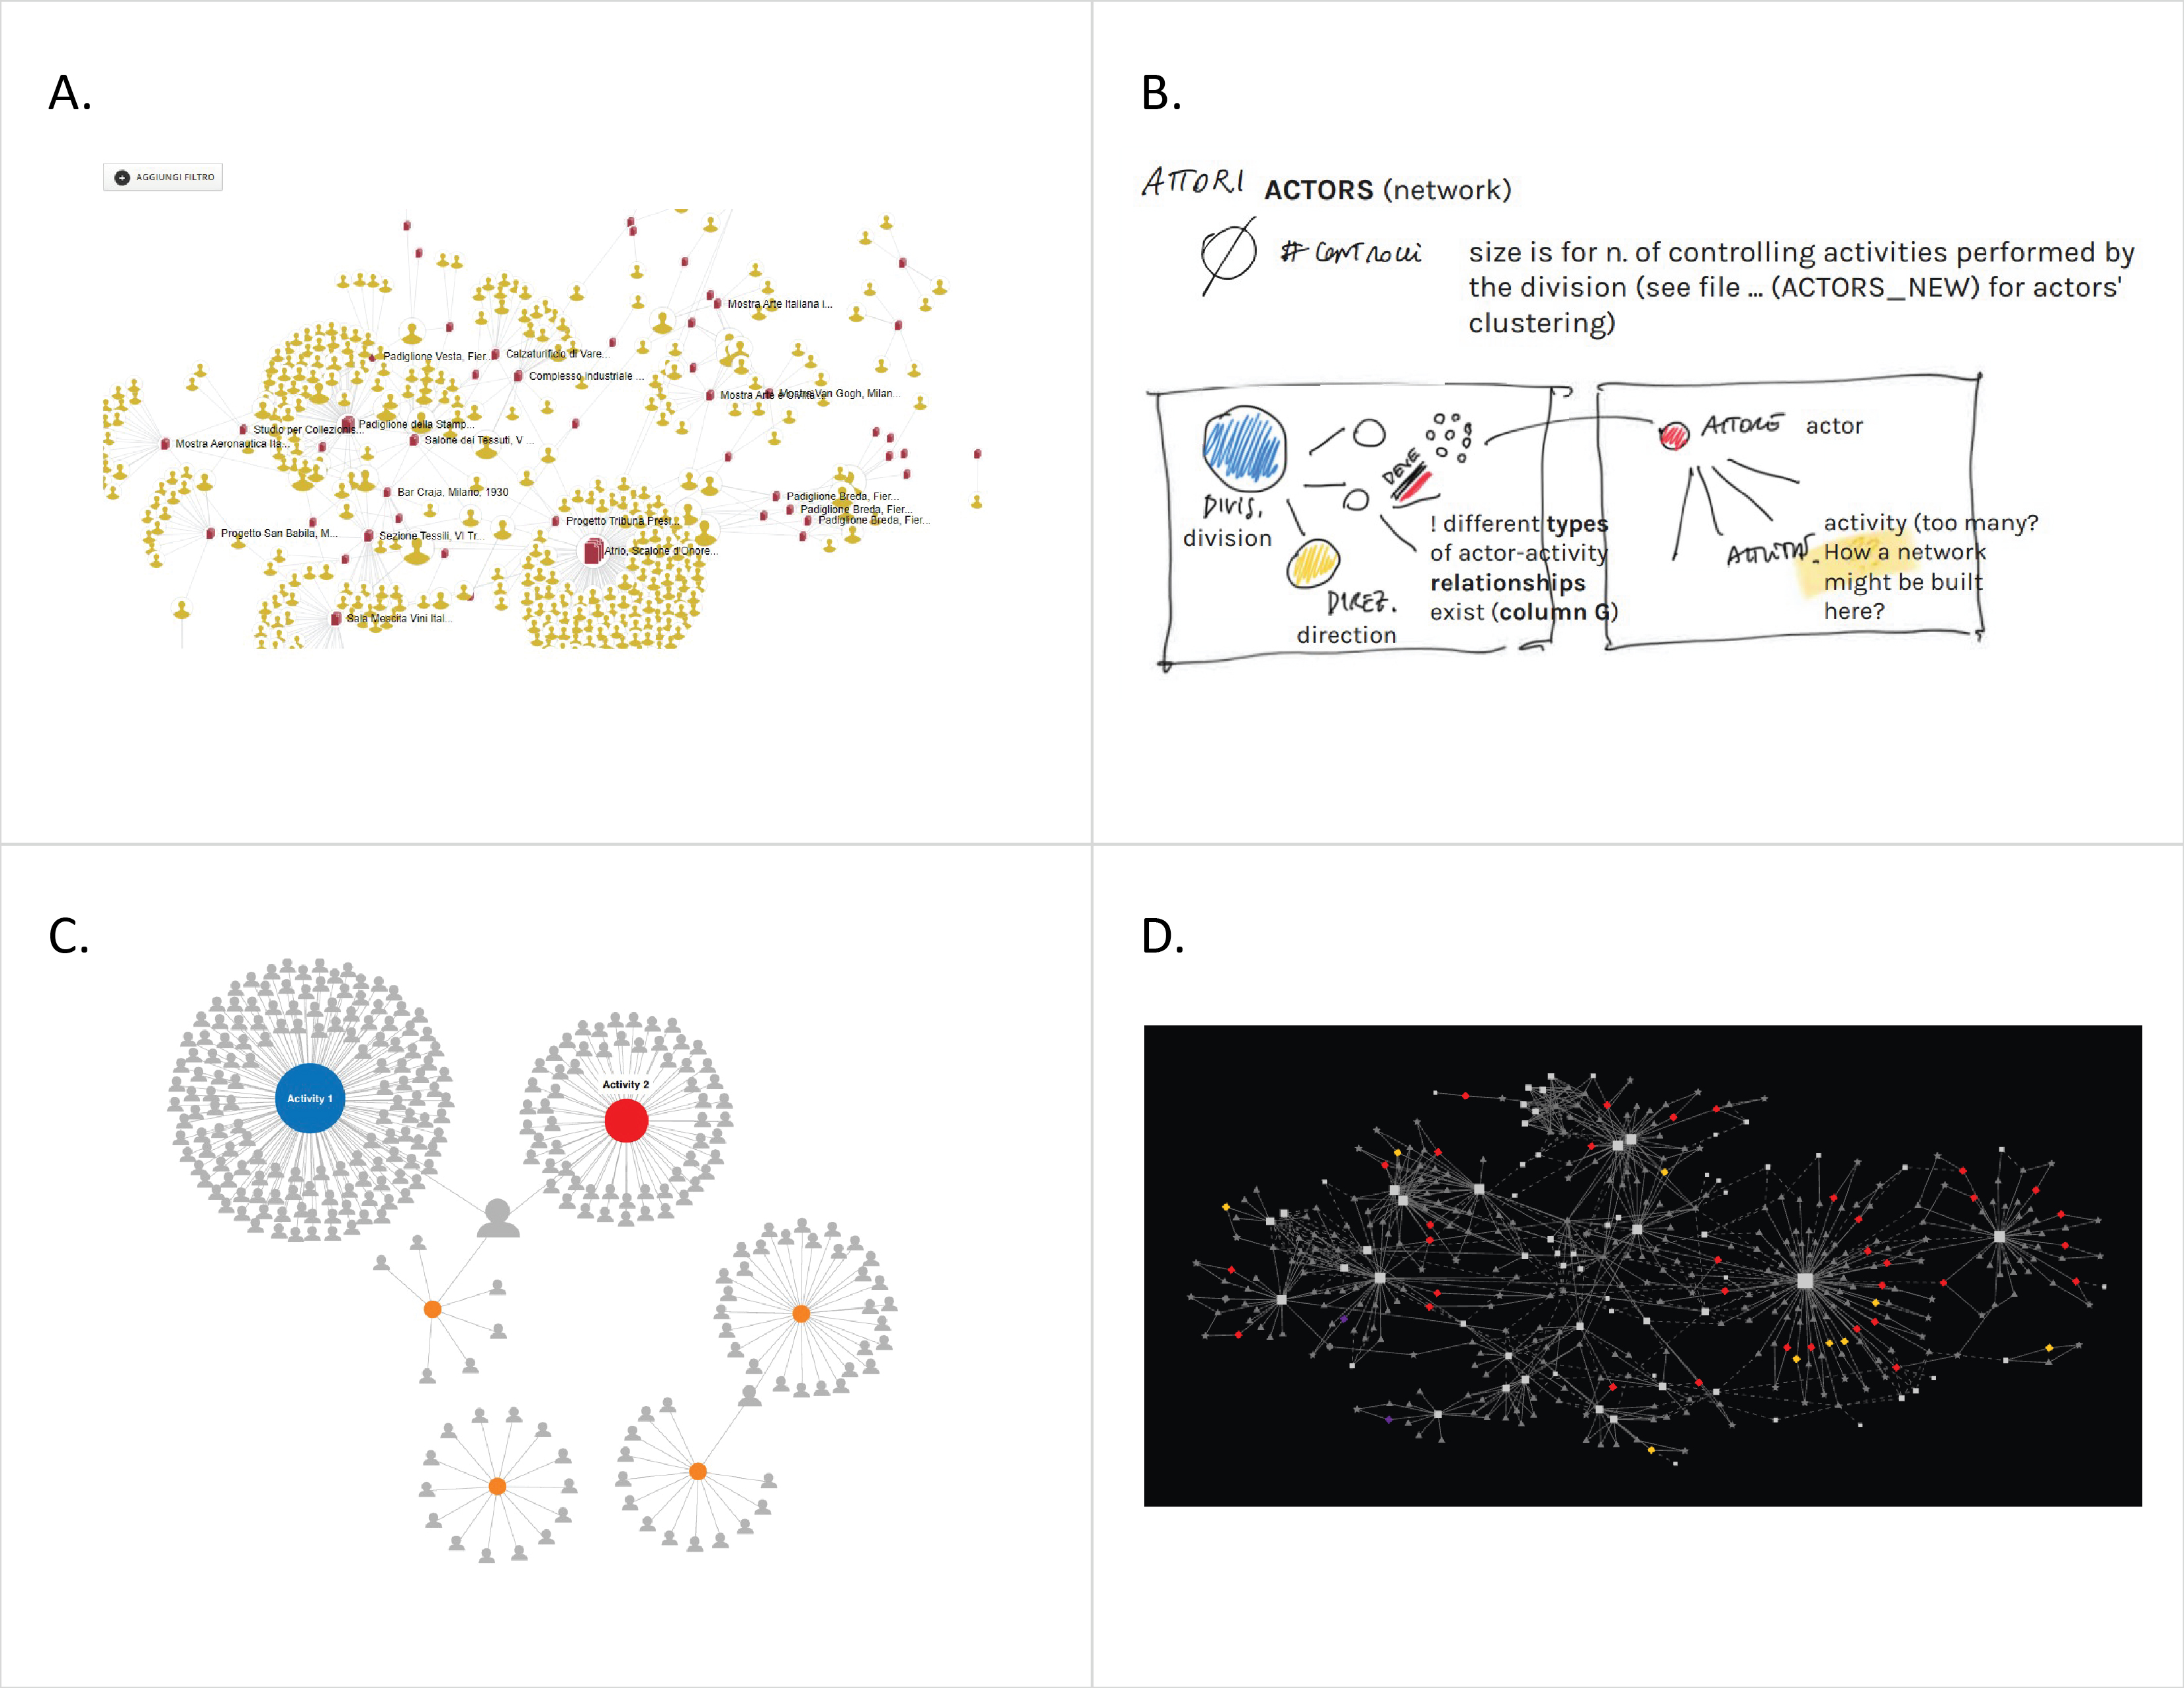 A.
AGGIUNGI FILTRO
Mostra Arte Italiana i...
Padiglione Vesta, Fier...
Calzaturificio di Vare...
Complesso industriale ...
Mostra Arte e Civiltà
Mostra Van Gogh, Milan...
Studio per Collezionis...
Padiglione della Stamp...
Mostra Aeronautica Ita...
Salone dei Tessuti, V ...
Bar Craja, Milano, 1930
Padiglione Breda, Fier...
Padiglione Breda, Fier...
Padiglione Breda, Fier...
Progetto Tribuna Presi...
Progetto San Babila, M...
Sezione Tessili, VI Tr...
Atrio, Scalone d'Onore...
Sala Mescita Vini Ital...
B.
ATTORI ACTORS (network)
# CONTROLLI
size is for n. of controlling activities performed by
the division (see file ... (ACTORS_NEW) for actors'
clustering)
DEVE
DIVIS.
division
DIREZ.
direction
! different types
of actor-activity
relationships
exist (column G)
ATTORE actor
ATTIVITÀ
activity (too many?
How a network
might be built
here?
C.
Activity 1
Activity 2
D.